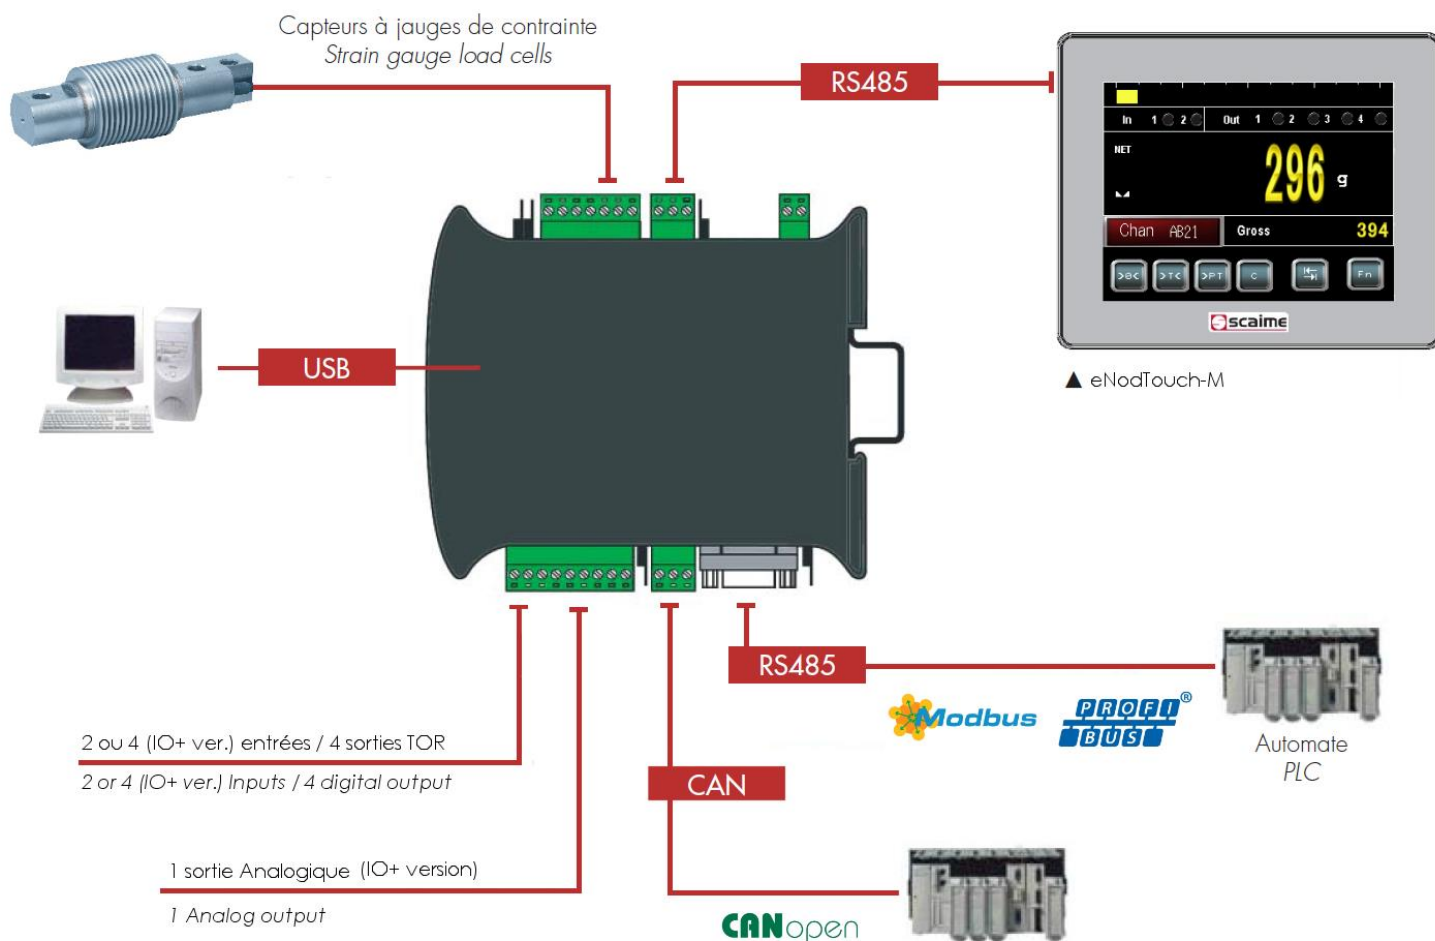 Capteurs à jauges de contrainte
Strain gauge load cells
RS485
In 1 2 Out 1 2 3 4
NET
296 g
Chan AB21 Gross 394
>0< >T< >PT C Fn
scaime
▲ eNodTouch-M
USB
RS485
Modbus
PROFI BUS®
Automate
PLC
2 ou 4 (IO+ ver.) entrées / 4 sorties TOR
2 or 4 (IO+ ver.) Inputs / 4 digital output
CAN
1 sortie Analogique (IO+ version)
1 Analog output
CANopen